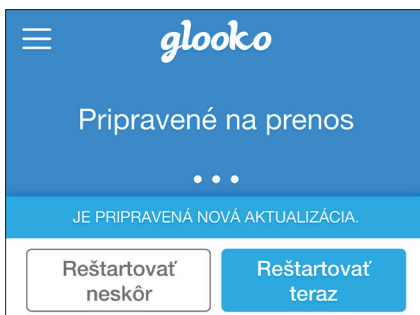 glooko
Pripravené na prenos
JE PRIPRAVENÁ NOVÁ AKTUALIZÁCIA.
Reštartovať
neskôr
Reštartovať
teraz